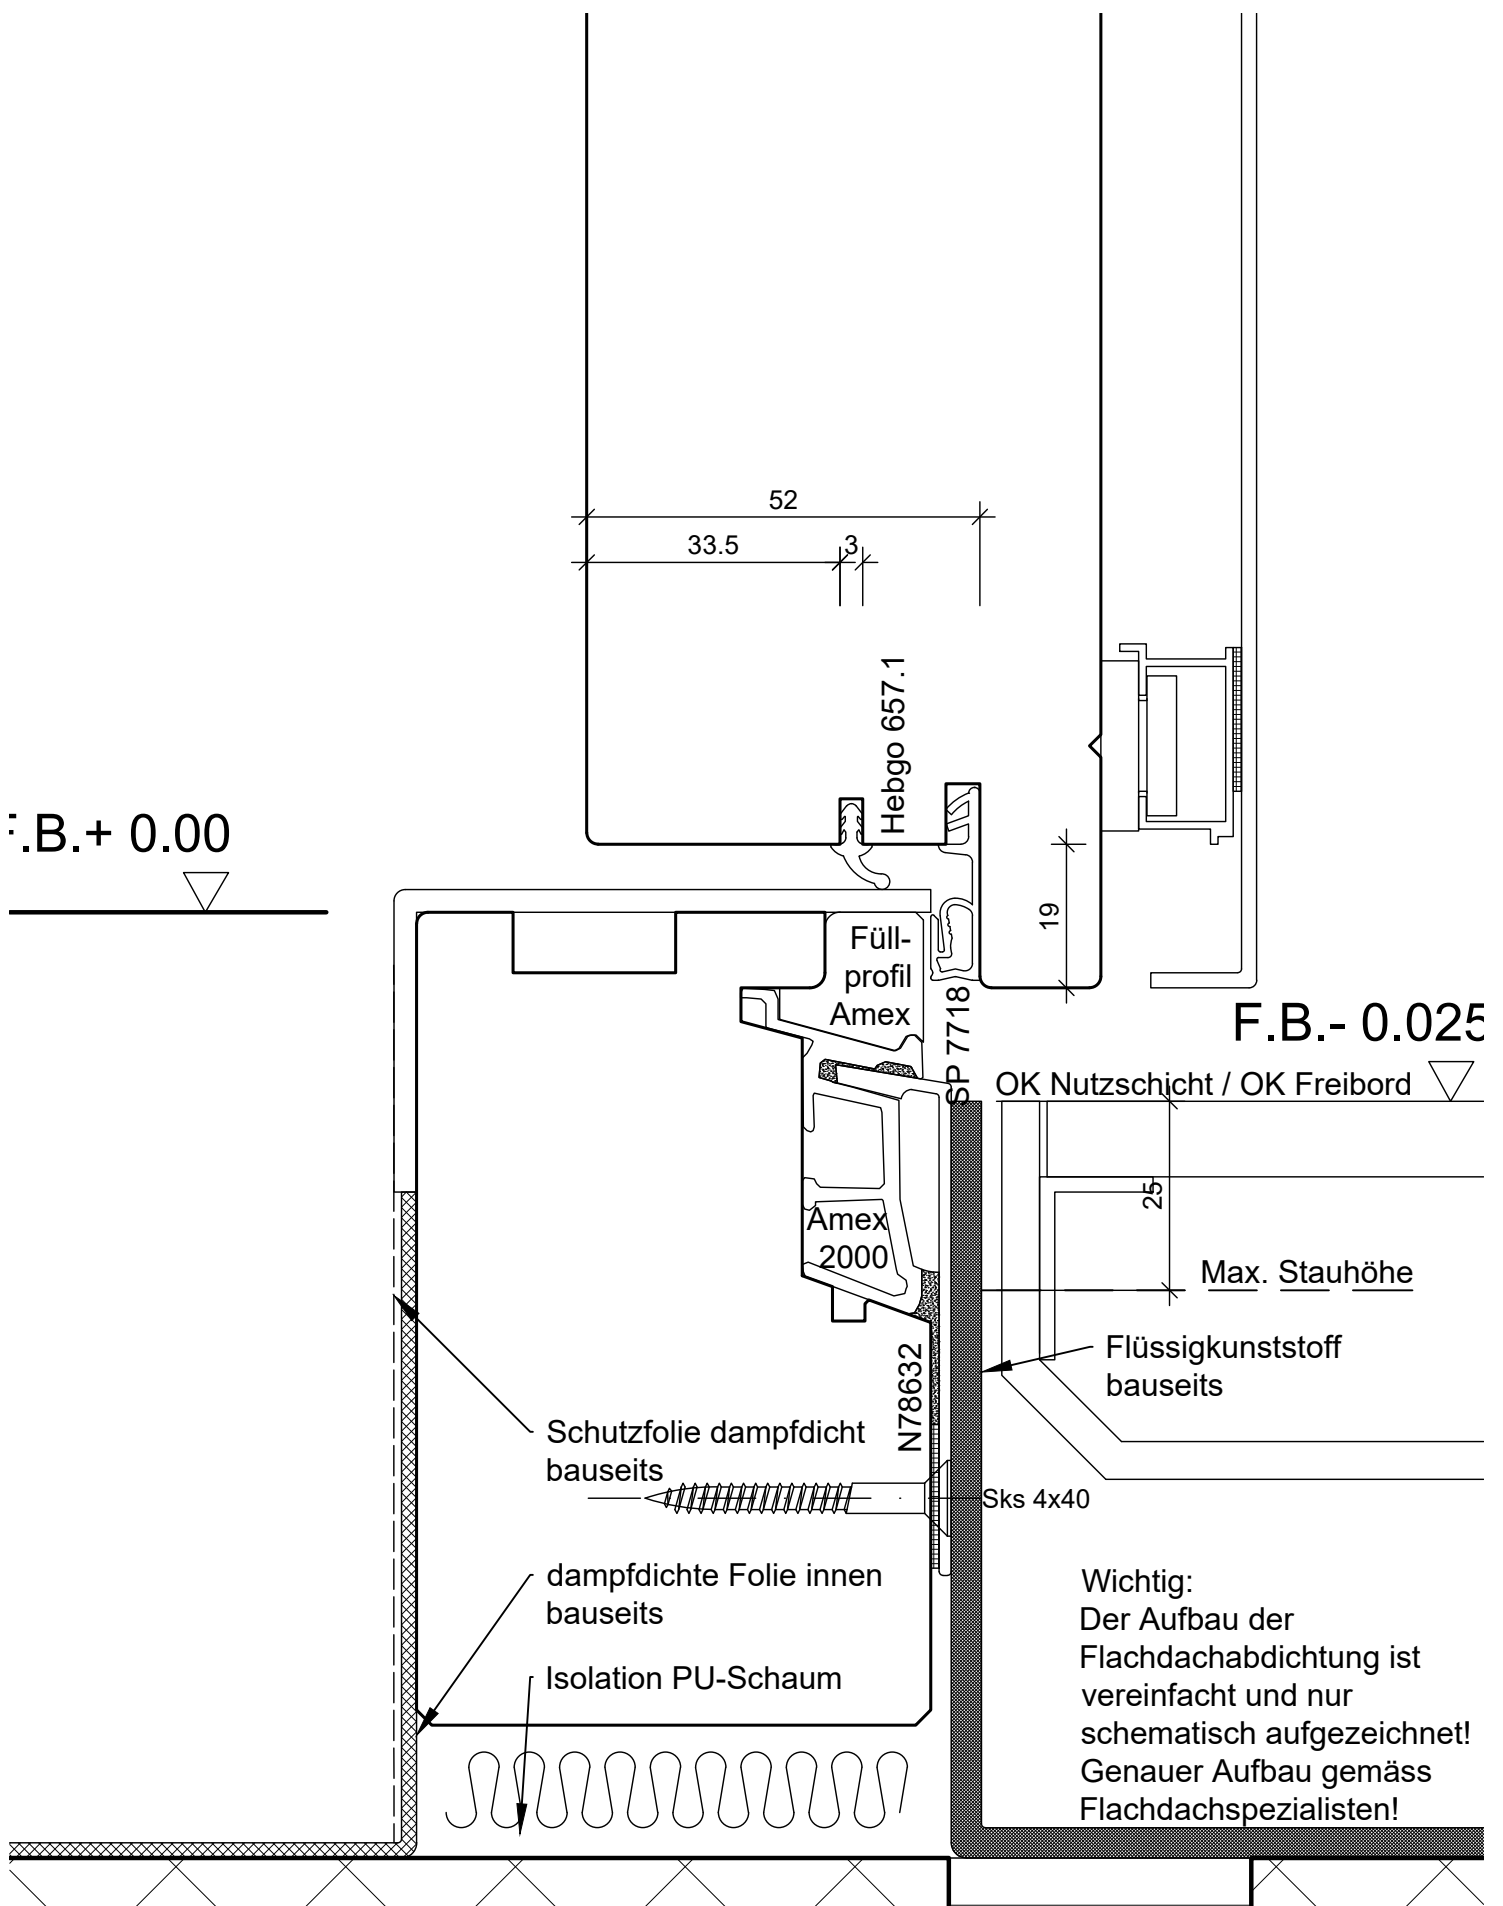 52
33.5
3
Hebgo 657.1
F.B.+ 0.00
19
Füll-
profil
Amex
SP 7718
F.B.- 0.025
OK Nutzschicht / OK Freibord
25
Amex
2000
Max. Stauhöhe
Flüssigkunststoff
bauseits
N78632
Schutzfolie dampfdicht
bauseits
Sks 4x40
dampfdichte Folie innen
bauseits
Isolation PU-Schaum
Wichtig:
Der Aufbau der
Flachdachabdichtung ist
vereinfacht und nur
schematisch aufgezeichnet!
Genauer Aufbau gemäss
Flachdachspezialisten!